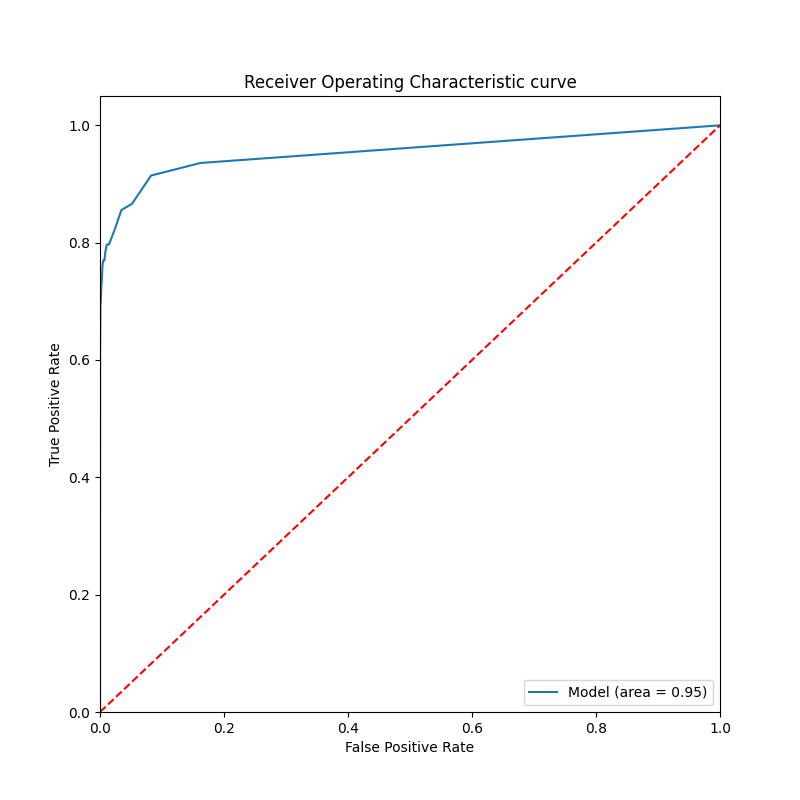 Receiver Operating Characteristic curve
True Positive Rate
1.0
0.8
0.6
0.4
0.2
0.0
Model (area = 0.95)
0.0 0.2 0.4 0.6 0.8 1.0
False Positive Rate